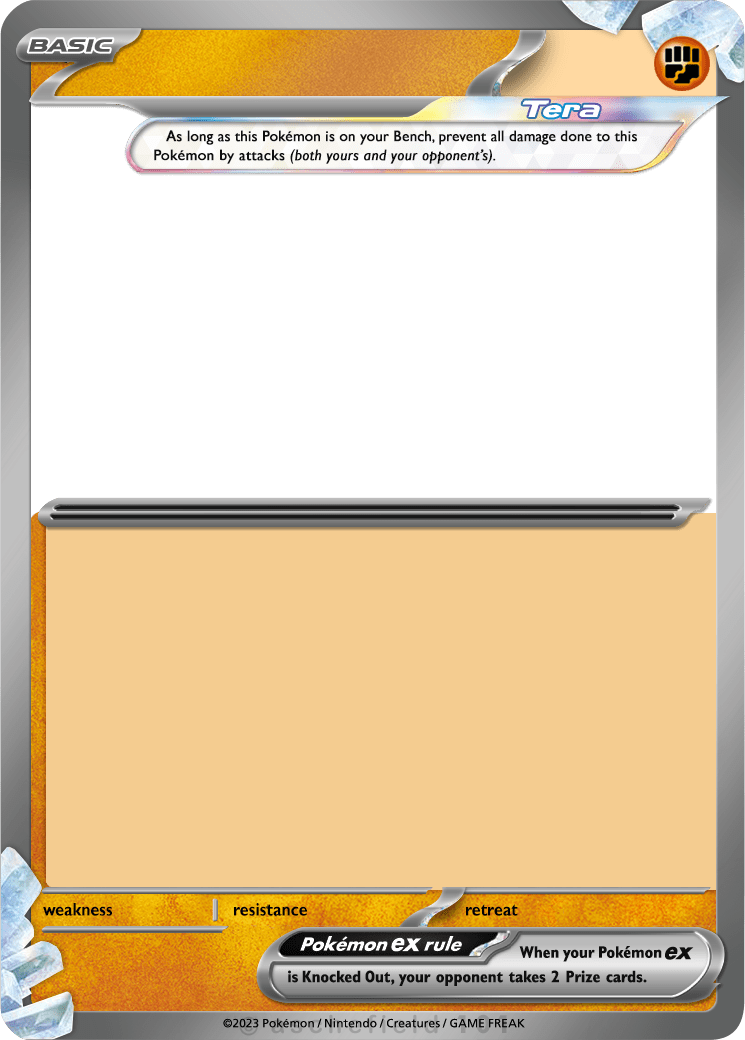 BASIC
Tera
As long as this Pokémon is on your Bench, prevent all damage done to this
Pokémon by attacks (both yours and your opponent's).
weakness
resistance
retreat
Pokémon ex rule
When your Pokémon ex
is Knocked Out, your opponent takes 2 Prize cards.
©2023 Pokémon / Nintendo / Creatures / GAME FREAK